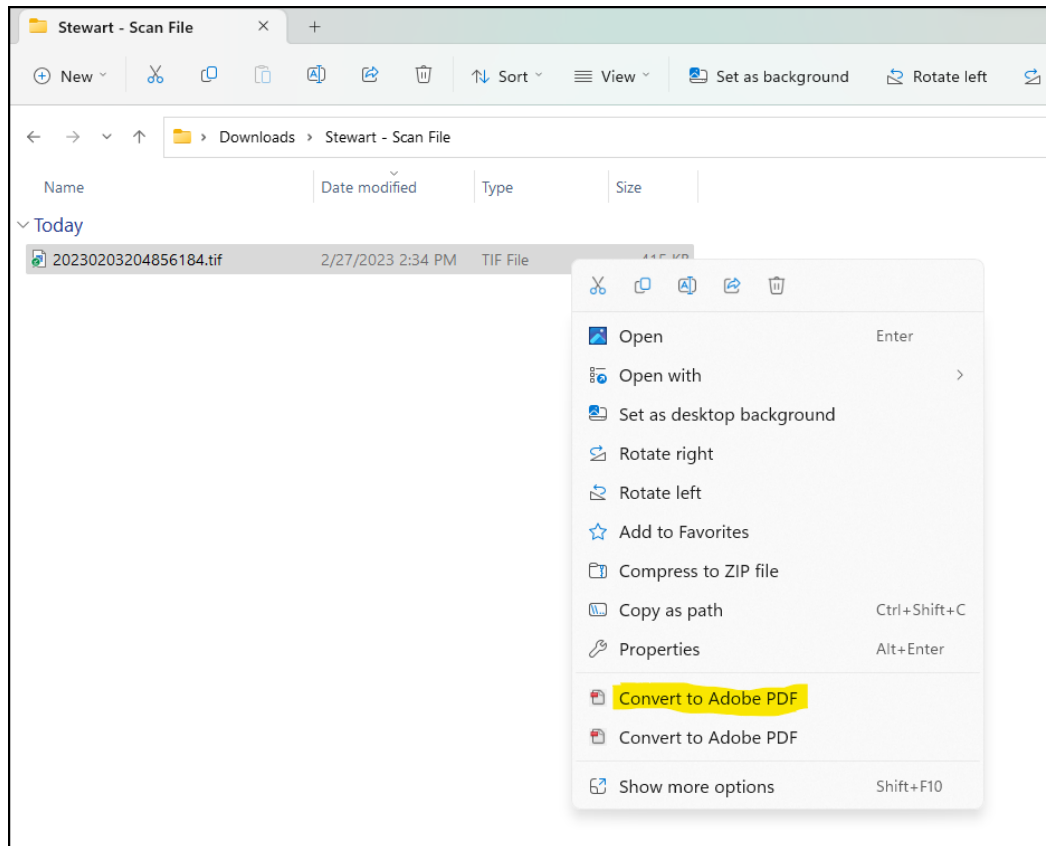 Stewart - Scan File
New
Sort
View
Set as background
Rotate left
Downloads > Stewart - Scan File
Name Date modified Type Size
Today
20230203204856184.tif 2/27/2023 2:34 PM TIF File 415 KB
Open Enter
Open with
Set as desktop background
Rotate right
Rotate left
Add to Favorites
Compress to ZIP file
Copy as path Ctrl+Shift+C
Properties Alt+Enter
Convert to Adobe PDF
Convert to Adobe PDF
Show more options Shift+F10